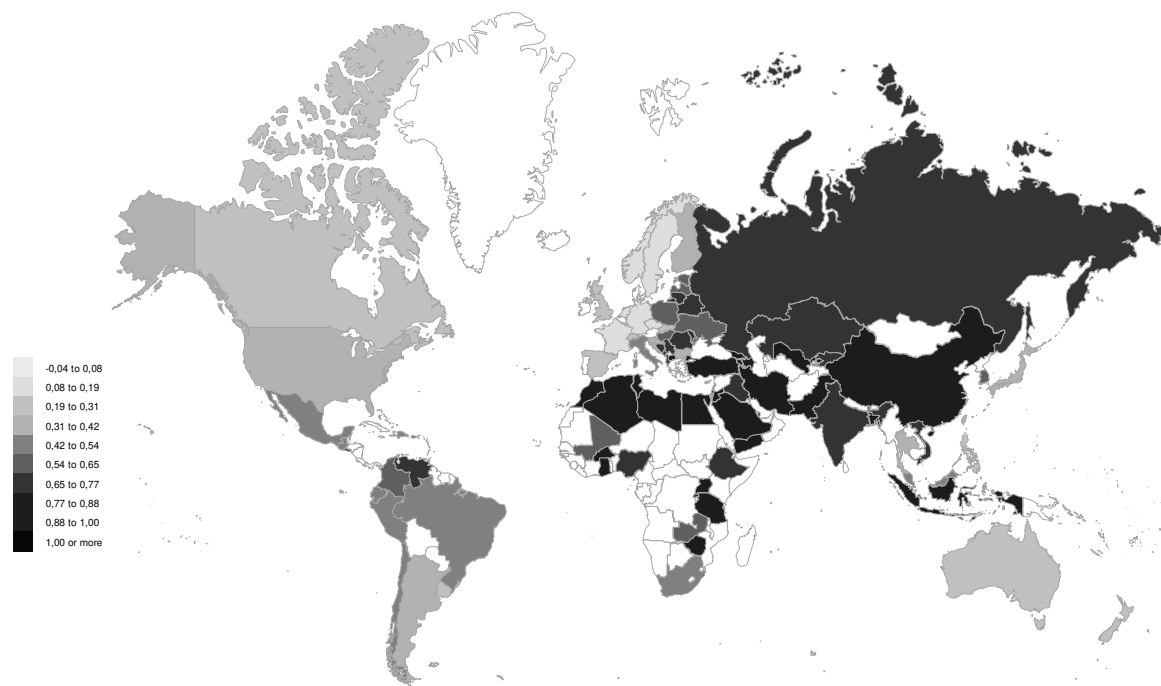 -0,04 to 0,08
0,08 to 0,19
0,19 to 0,31
0,31 to 0,42
0,42 to 0,54
0,54 to 0,65
0,65 to 0,77
0,77 to 0,88
0,88 to 1,00
1,00 or more